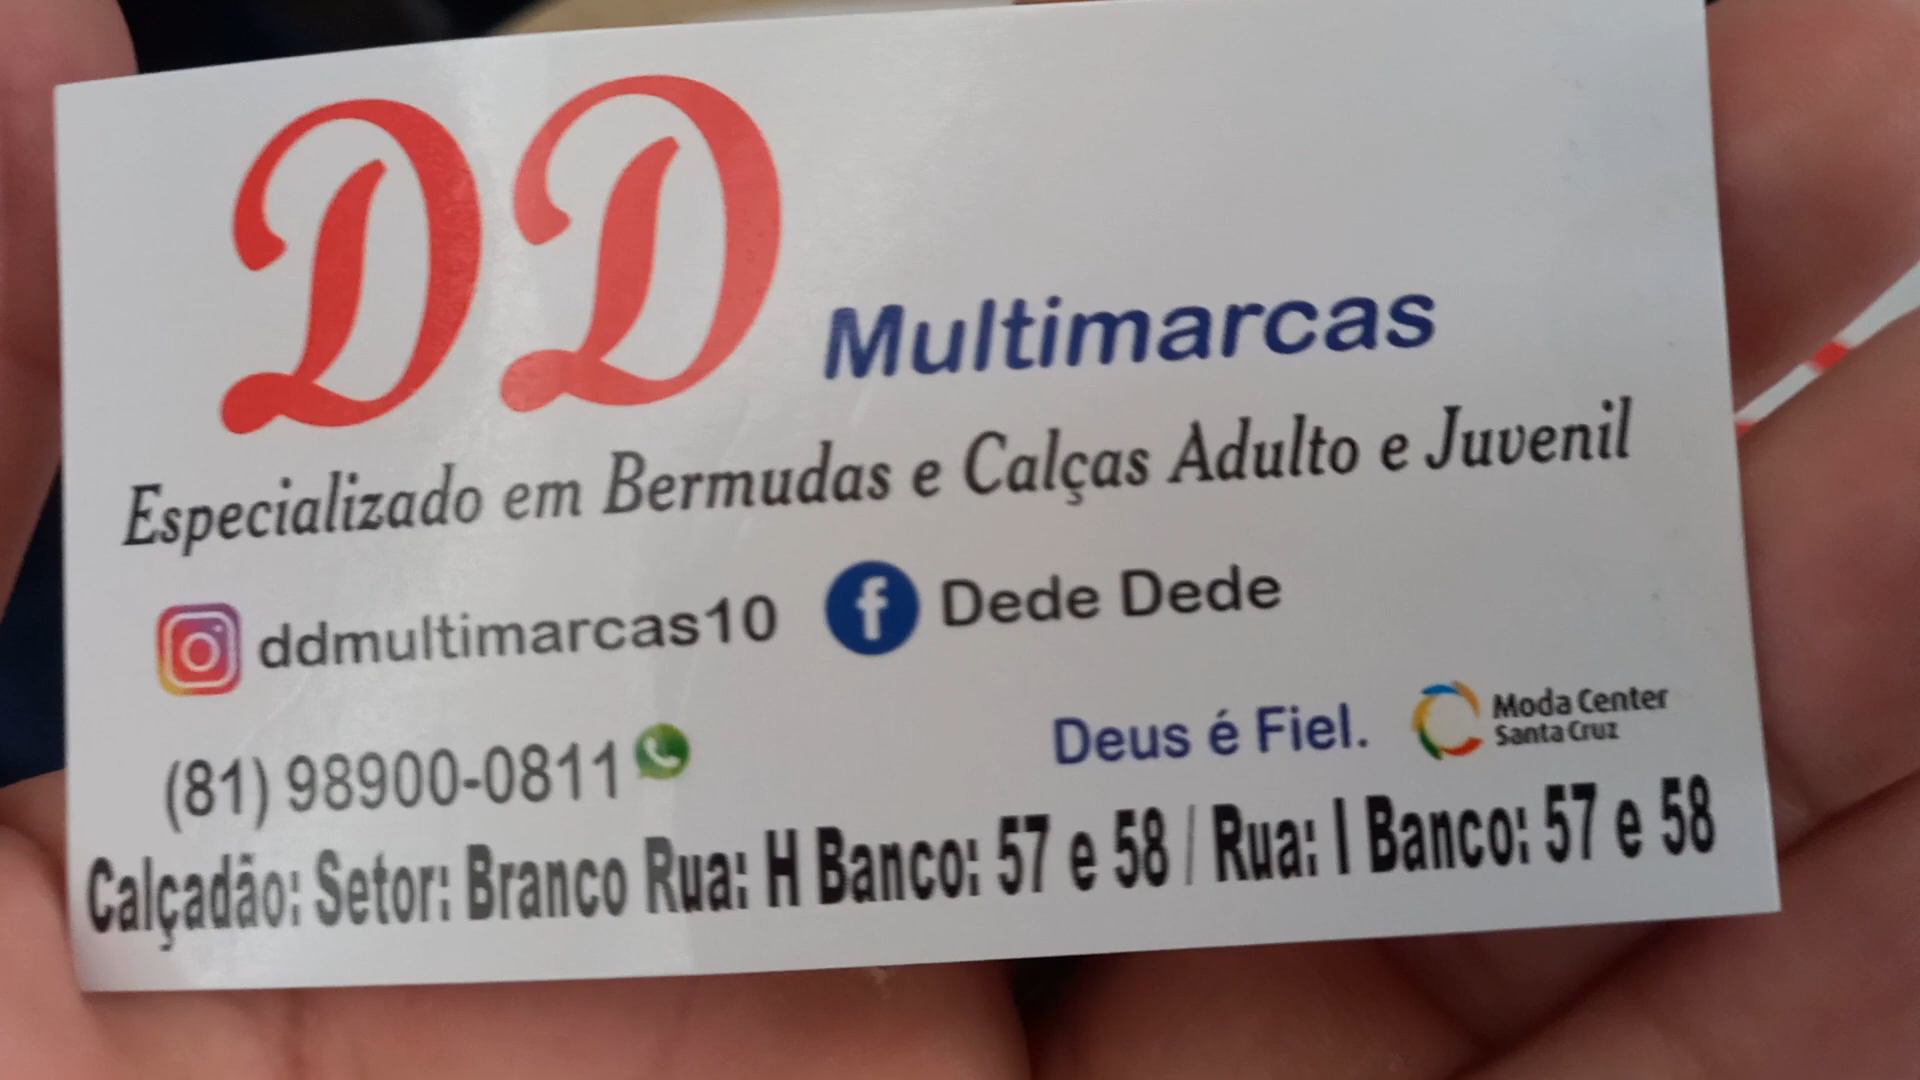 DD Multimarcas
Especializado em Bermudas e Calças Adulto e Juvenil
ddmultimarcas10 Dede Dede
(81) 98900-0811
Deus é Fiel.
Moda Center
Santa Cruz
Calçadão: Setor: Branco Rua: H Banco: 57 e 58 / Rua: I Banco: 57 e 58